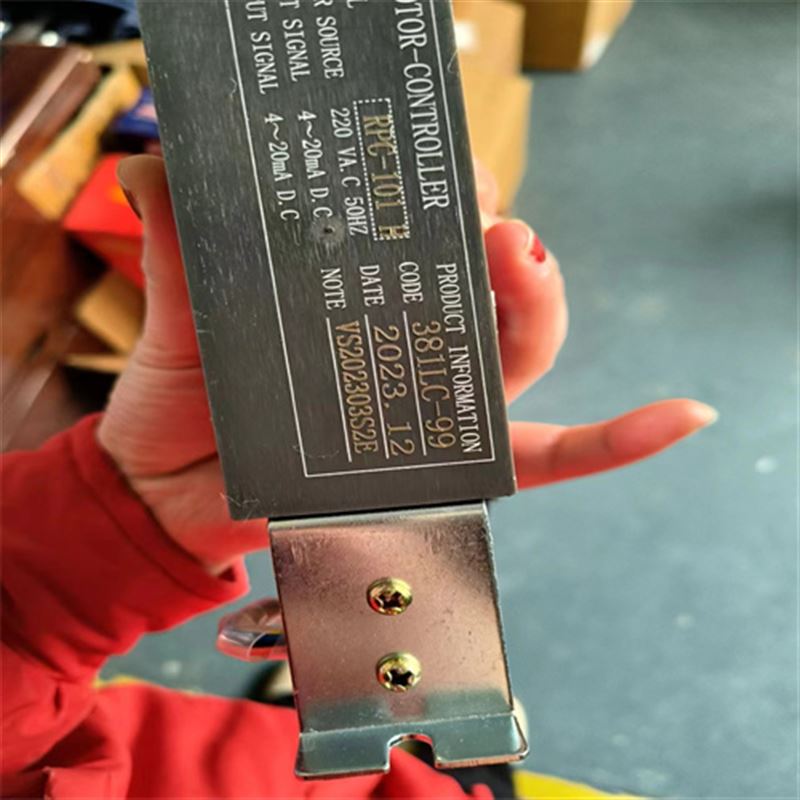 OTOR-CONTROLLER
L RPC-101 H
R SOURCE 220 VA.C 50HZ
T SIGNAL 4~20mA D.C
UT SIGNAL 4~20mA D.C
PRODUCT INFORMATION
CODE 381LC-99
DATE 2023.12
NOTE VS202303S2E